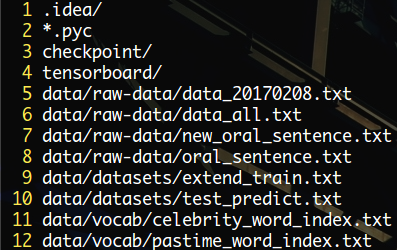 1 .idea/
2 *.pyc
3 checkpoint/
4 tensorboard/
5 data/raw-data/data_20170208.txt
6 data/raw-data/data_all.txt
7 data/raw-data/new_oral_sentence.txt
8 data/raw-data/oral_sentence.txt
9 data/datasets/extend_train.txt
10 data/datasets/test_predict.txt
11 data/vocab/celebrity_word_index.txt
12 data/vocab/pastime_word_index.txt